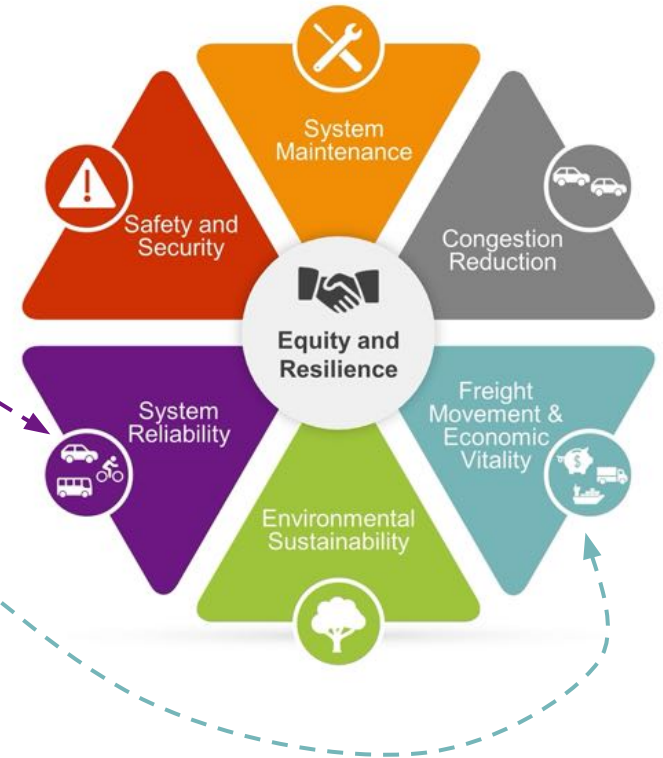 System
Maintenance
Safety and
Security
Congestion
Reduction
Equity and
Resilience
System
Reliability
Freight
Movement &
Economic
Vitality
$
Environmental
Sustainability